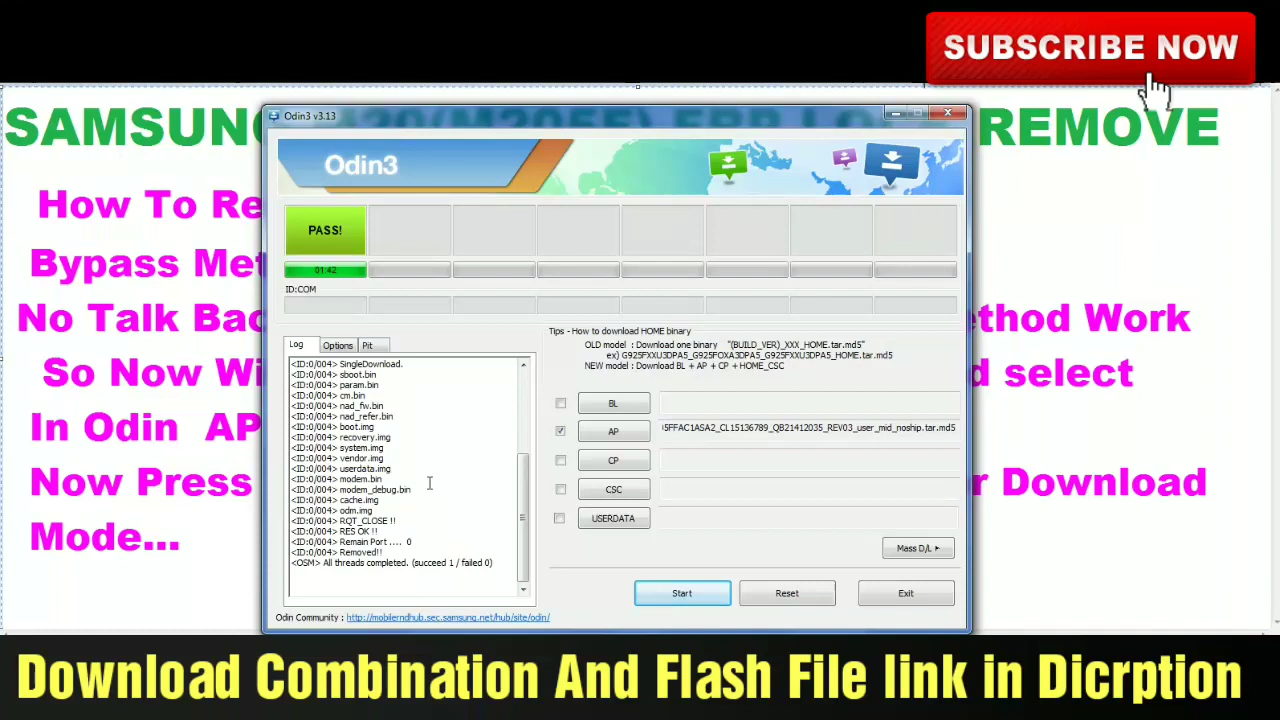 SUBSCRIBE NOW
REMOVE
How To Re
Bypass Met
No Talk Bac
ethod Work
So Now Wi
d select
In Odin AP
Now Press
r Download
Mode...
Odin3 v3.13
Odin3
PASS!
01:42
ID:COM
Log
Options
Pit
<ID:0/004> SingleDownload.
<ID:0/004> sboot.bin
<ID:0/004> param.bin
<ID:0/004> cm.bin
<ID:0/004> nad_fw.bin
<ID:0/004> nad_refer.bin
<ID:0/004> boot.img
<ID:0/004> recovery.img
<ID:0/004> system.img
<ID:0/004> vendor.img
<ID:0/004> userdata.img
<ID:0/004> modem.bin
<ID:0/004> modem_debug.bin
<ID:0/004> cache.img
<ID:0/004> odm.img
<ID:0/004> RQT_CLOSE !!
<ID:0/004> RES OK !!
<ID:0/004> Remain Port .... 0
<ID:0/004> Removed!!
<OSM> All threads completed. (succeed 1 / failed 0)
Tips - How to download HOME binary
OLD model : Download one binary "(BUILD_VER)_XXX_HOME.tar.md5"
ex) G925FXXU3DPA5_G925FOXA3DPA5_G925FXXU3DPA5_HOME.tar.md5
NEW model : Download BL + AP + CP + HOME_CSC
BL
AP
5FFAC1ASA2_CL15136789_QB21412035_REV03_user_mid_noship.tar.md5
CP
CSC
USERDATA
Mass D/L
Start
Reset
Exit
Odin Community : http://mobilerndhub.sec.samsung.net/hub/site/odin/
Download Combination And Flash File link in Dicrption